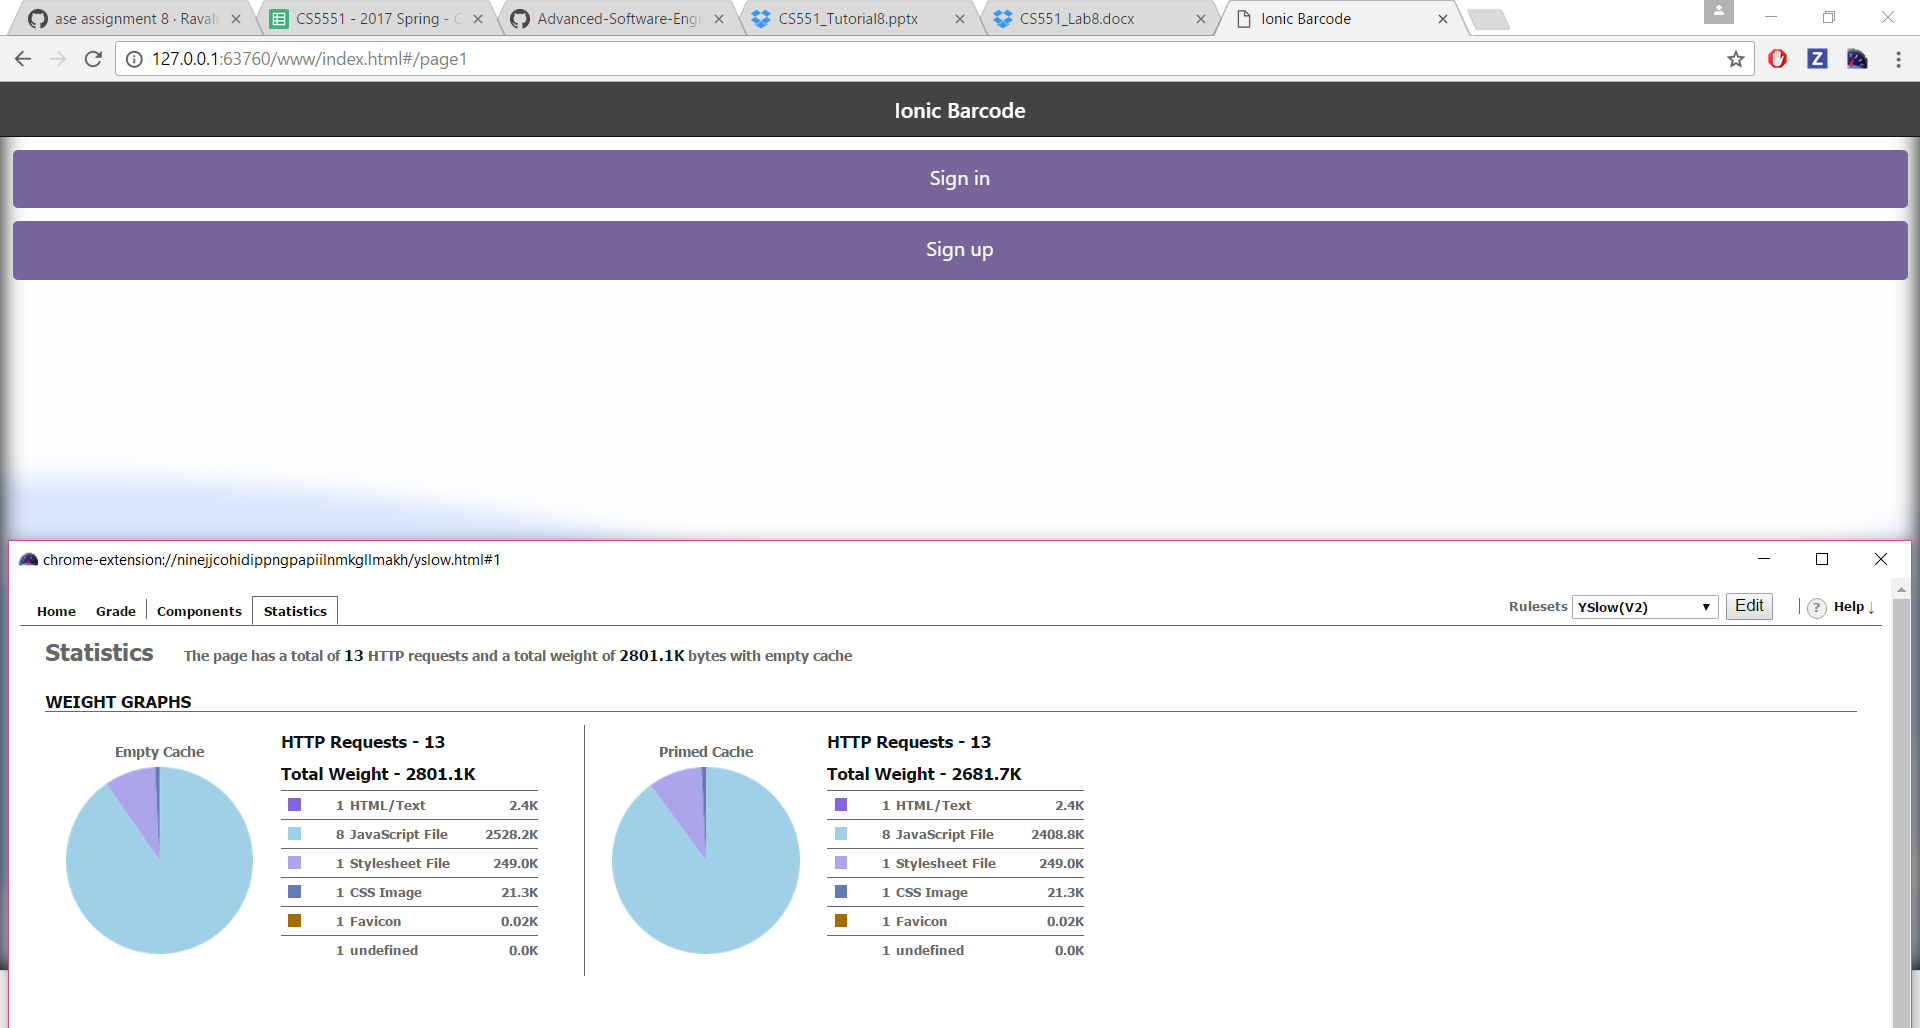 ase assignment 8 · Ravali
CS5551 - 2017 Spring -
Advanced-Software-Engi
CS551_Tutorial8.pptx
CS551_Lab8.docx
Ionic Barcode
127.0.0.1:63760/www/index.html#/page1
Z
Ionic Barcode
Sign in
Sign up
chrome-extension://ninejjcohidippngpapiilnmkgllmakh/yslow.html#1
Home Grade Components Statistics Rulesets YSlow(V2) Edit ? Help ↓
Statistics The page has a total of 13 HTTP requests and a total weight of 2801.1K bytes with empty cache
WEIGHT GRAPHS
Empty Cache
HTTP Requests - 13
Total Weight - 2801.1K
1 HTML/Text 2.4K
8 JavaScript File 2528.2K
1 Stylesheet File 249.0K
1 CSS Image 21.3K
1 Favicon 0.02K
1 undefined 0.0K
Primed Cache
HTTP Requests - 13
Total Weight - 2681.7K
1 HTML/Text 2.4K
8 JavaScript File 2408.8K
1 Stylesheet File 249.0K
1 CSS Image 21.3K
1 Favicon 0.02K
1 undefined 0.0K